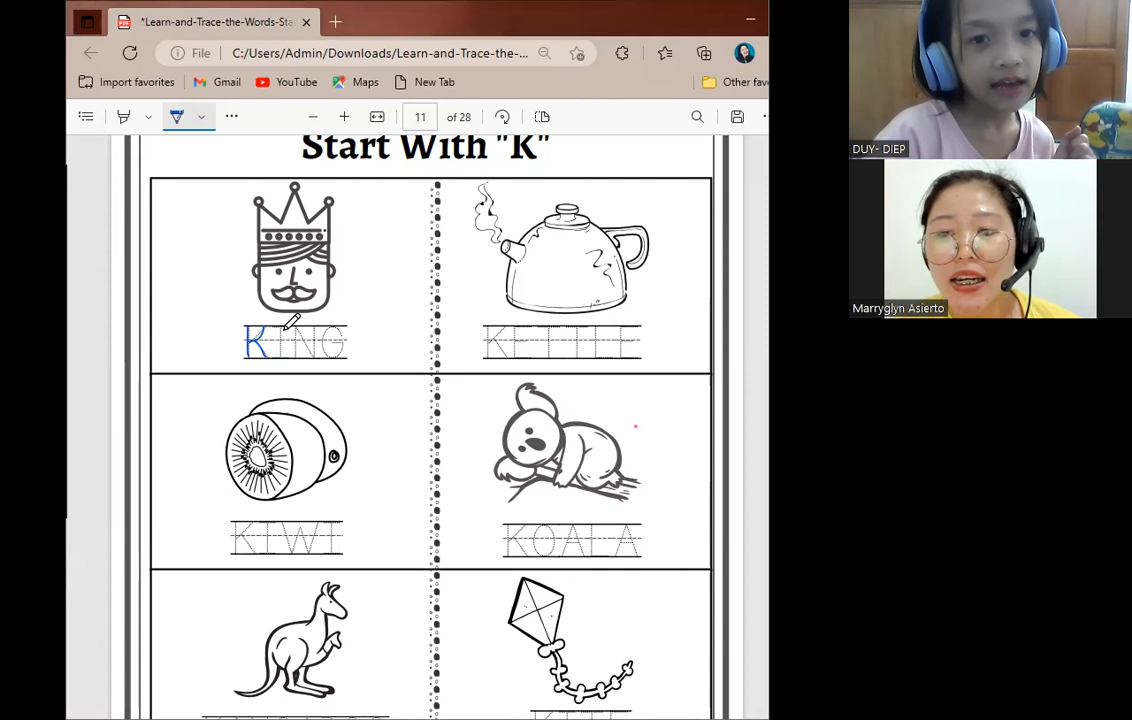 *Learn-and-Trace-the-Words-Sta
File
C:/Users/Admin/Downloads/Learn-and-Trace-the-...
Import favorites
Gmail
YouTube
Maps
New Tab
Other fav
11
of 28
Start With "K"
KING
KETTLE
KIWI
KOALA
DUY- DIEP
Marryglyn Asierto